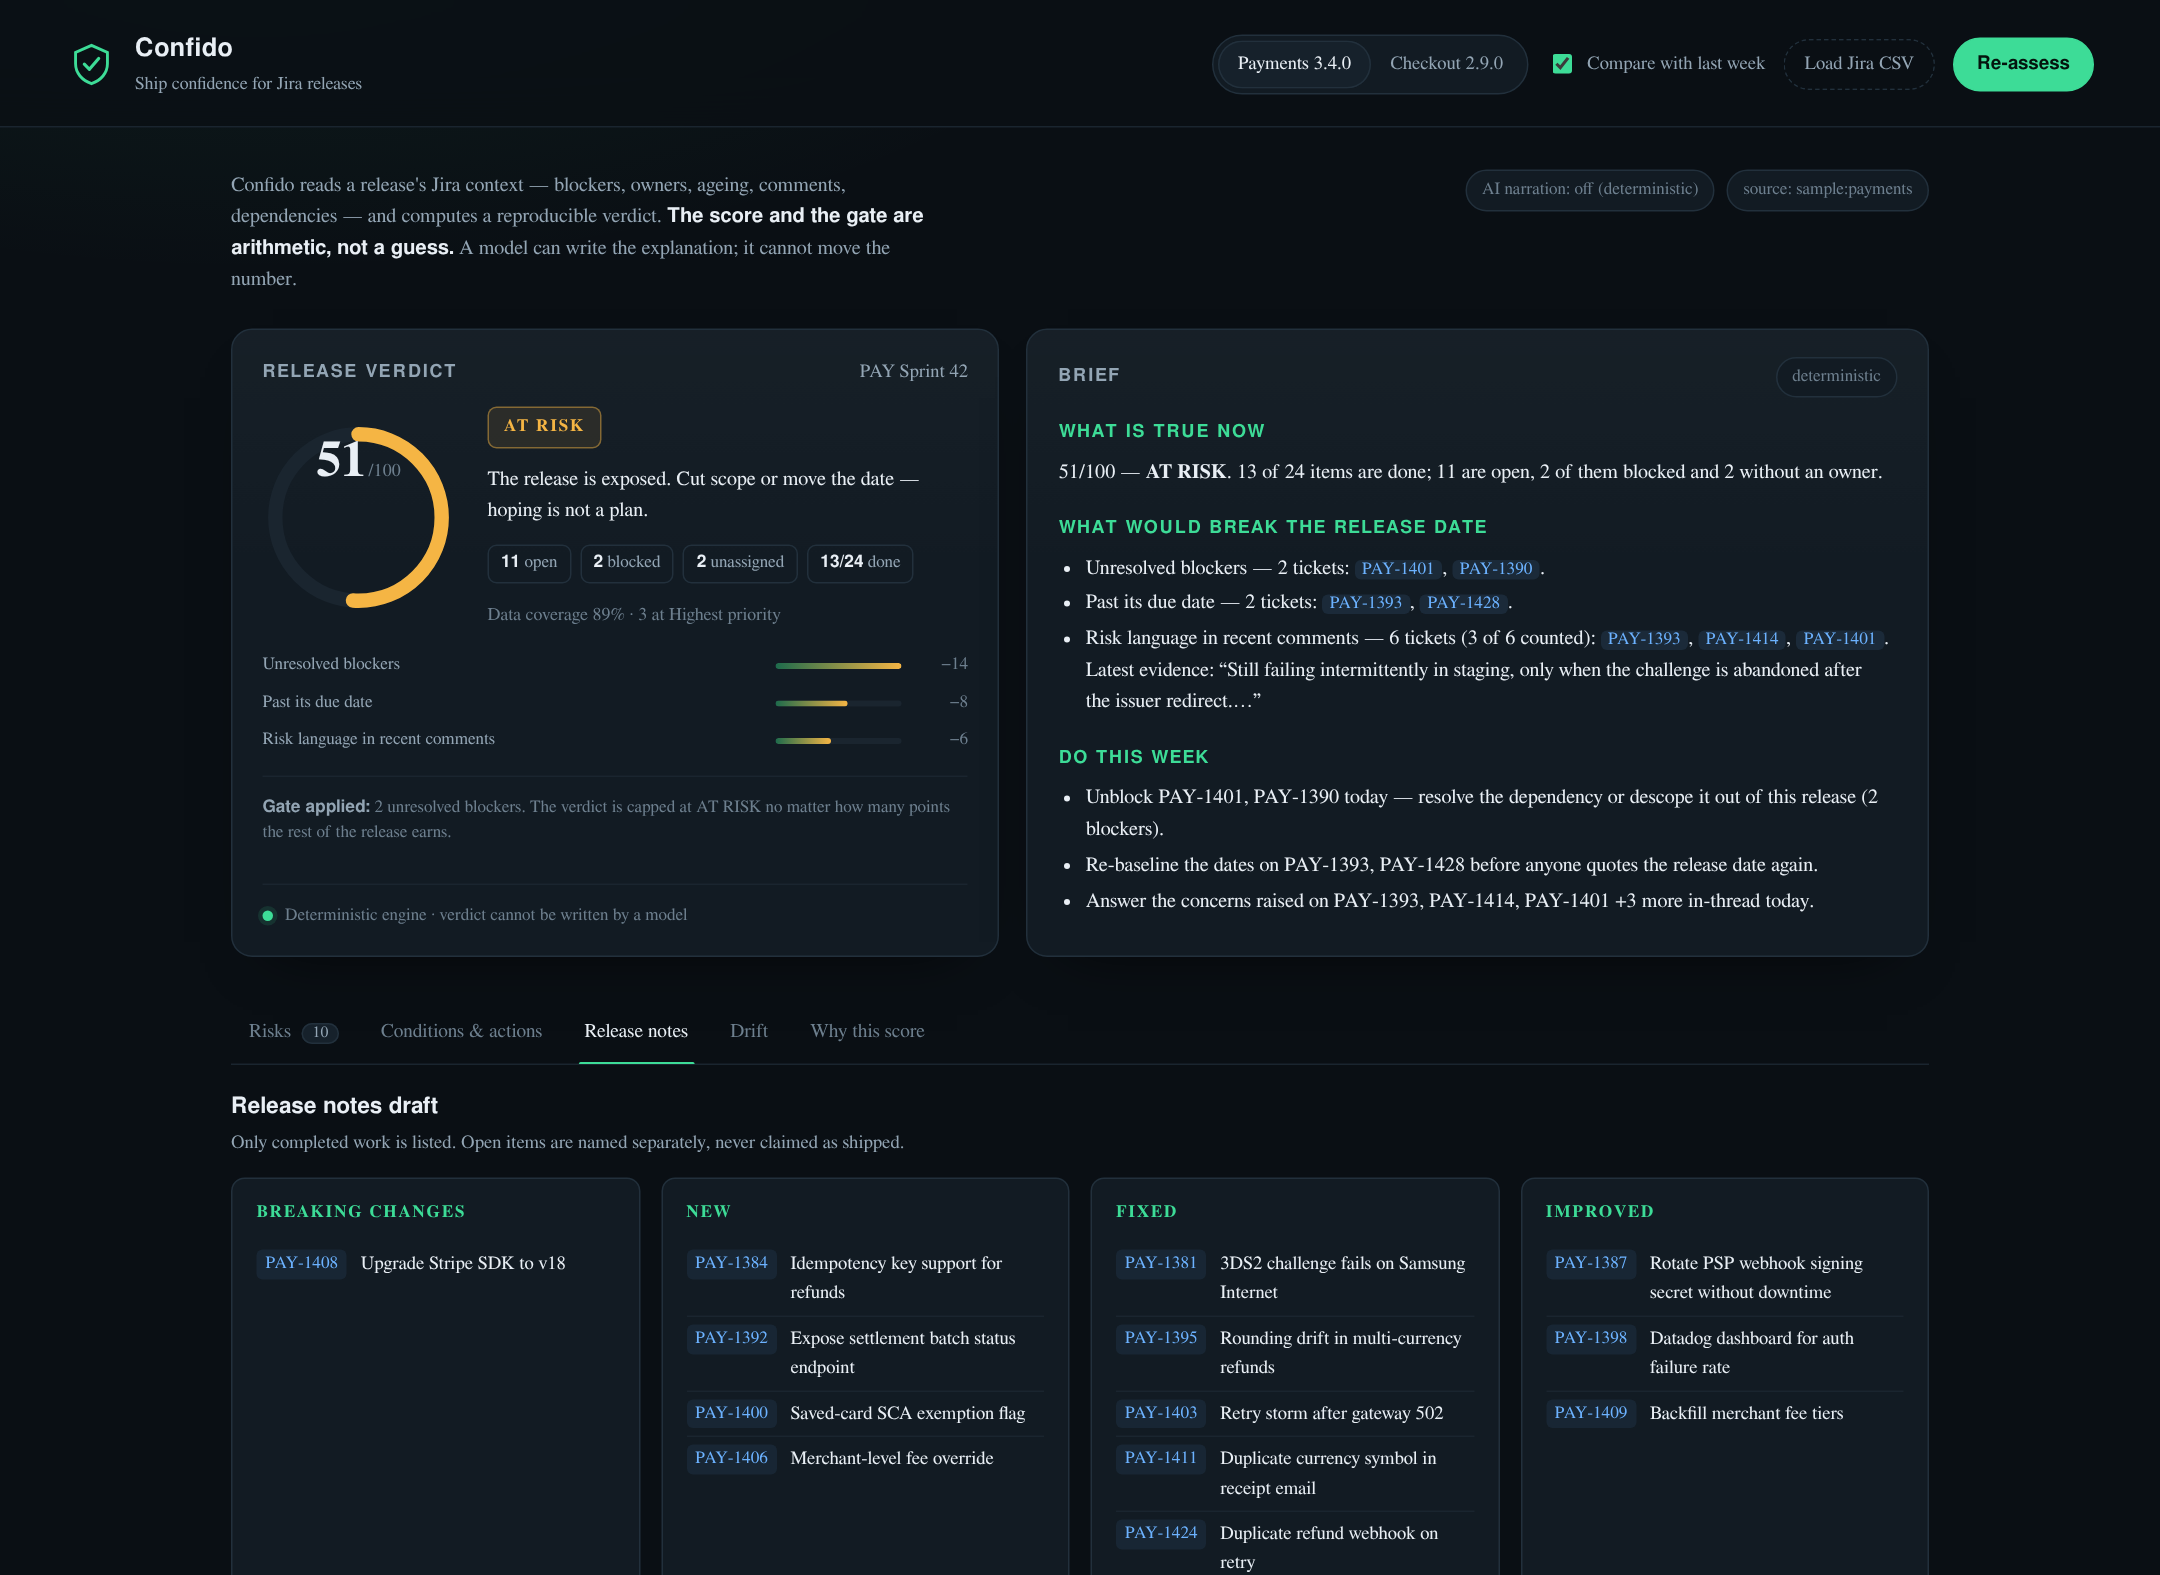 Confido
Ship confidence for Jira releases
Payments 3.4.0
Checkout 2.9.0
Compare with last week
Load Jira CSV
Re-assess
Confido reads a release's Jira context — blockers, owners, ageing, comments,
dependencies — and computes a reproducible verdict. The score and the gate are
arithmetic, not a guess. A model can write the explanation; it cannot move the
number.
AI narration: off (deterministic)
source: sample:payments
RELEASE VERDICT
PAY Sprint 42
51/100
AT RISK
The release is exposed. Cut scope or move the date —
hoping is not a plan.
11 open
2 blocked
2 unassigned
13/24 done
Data coverage 89% · 3 at Highest priority
Unresolved blockers −14
Past its due date −8
Risk language in recent comments −6
Gate applied: 2 unresolved blockers. The verdict is capped at AT RISK no matter how many points
the rest of the release earns.
Deterministic engine · verdict cannot be written by a model
BRIEF
deterministic
WHAT IS TRUE NOW
51/100 — AT RISK. 13 of 24 items are done; 11 are open, 2 of them blocked and 2 without an owner.
WHAT WOULD BREAK THE RELEASE DATE
• Unresolved blockers — 2 tickets: PAY-1401, PAY-1390.
• Past its due date — 2 tickets: PAY-1393, PAY-1428.
• Risk language in recent comments — 6 tickets (3 of 6 counted): PAY-1393, PAY-1414, PAY-1401.
Latest evidence: “Still failing intermittently in staging, only when the challenge is abandoned after
the issuer redirect.…”
DO THIS WEEK
• Unblock PAY-1401, PAY-1390 today — resolve the dependency or descope it out of this release (2
blockers).
• Re-baseline the dates on PAY-1393, PAY-1428 before anyone quotes the release date again.
• Answer the concerns raised on PAY-1393, PAY-1414, PAY-1401 +3 more in-thread today.
Risks 10
Conditions & actions
Release notes
Drift
Why this score
Release notes draft
Only completed work is listed. Open items are named separately, never claimed as shipped.
BREAKING CHANGES
PAY-1408 Upgrade Stripe SDK to v18
NEW
PAY-1384 Idempotency key support for
refunds
PAY-1392 Expose settlement batch status
endpoint
PAY-1400 Saved-card SCA exemption flag
PAY-1406 Merchant-level fee override
FIXED
PAY-1381 3DS2 challenge fails on Samsung
Internet
PAY-1395 Rounding drift in multi-currency
refunds
PAY-1403 Retry storm after gateway 502
PAY-1411 Duplicate currency symbol in
receipt email
PAY-1424 Duplicate refund webhook on
retry
IMPROVED
PAY-1387 Rotate PSP webhook signing
secret without downtime
PAY-1398 Datadog dashboard for auth
failure rate
PAY-1409 Backfill merchant fee tiers